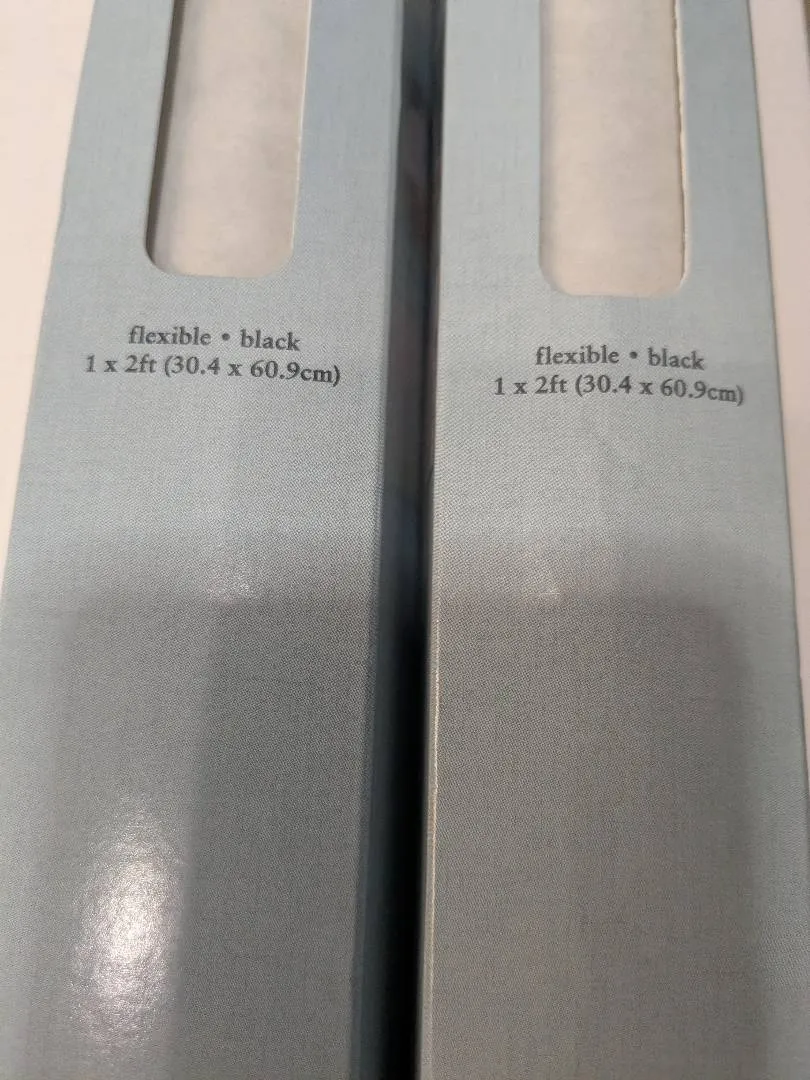 flexible • black
1 x 2ft (30.4 x 60.9cm)
flexible • black
1 x 2ft (30.4 x 60.9cm)